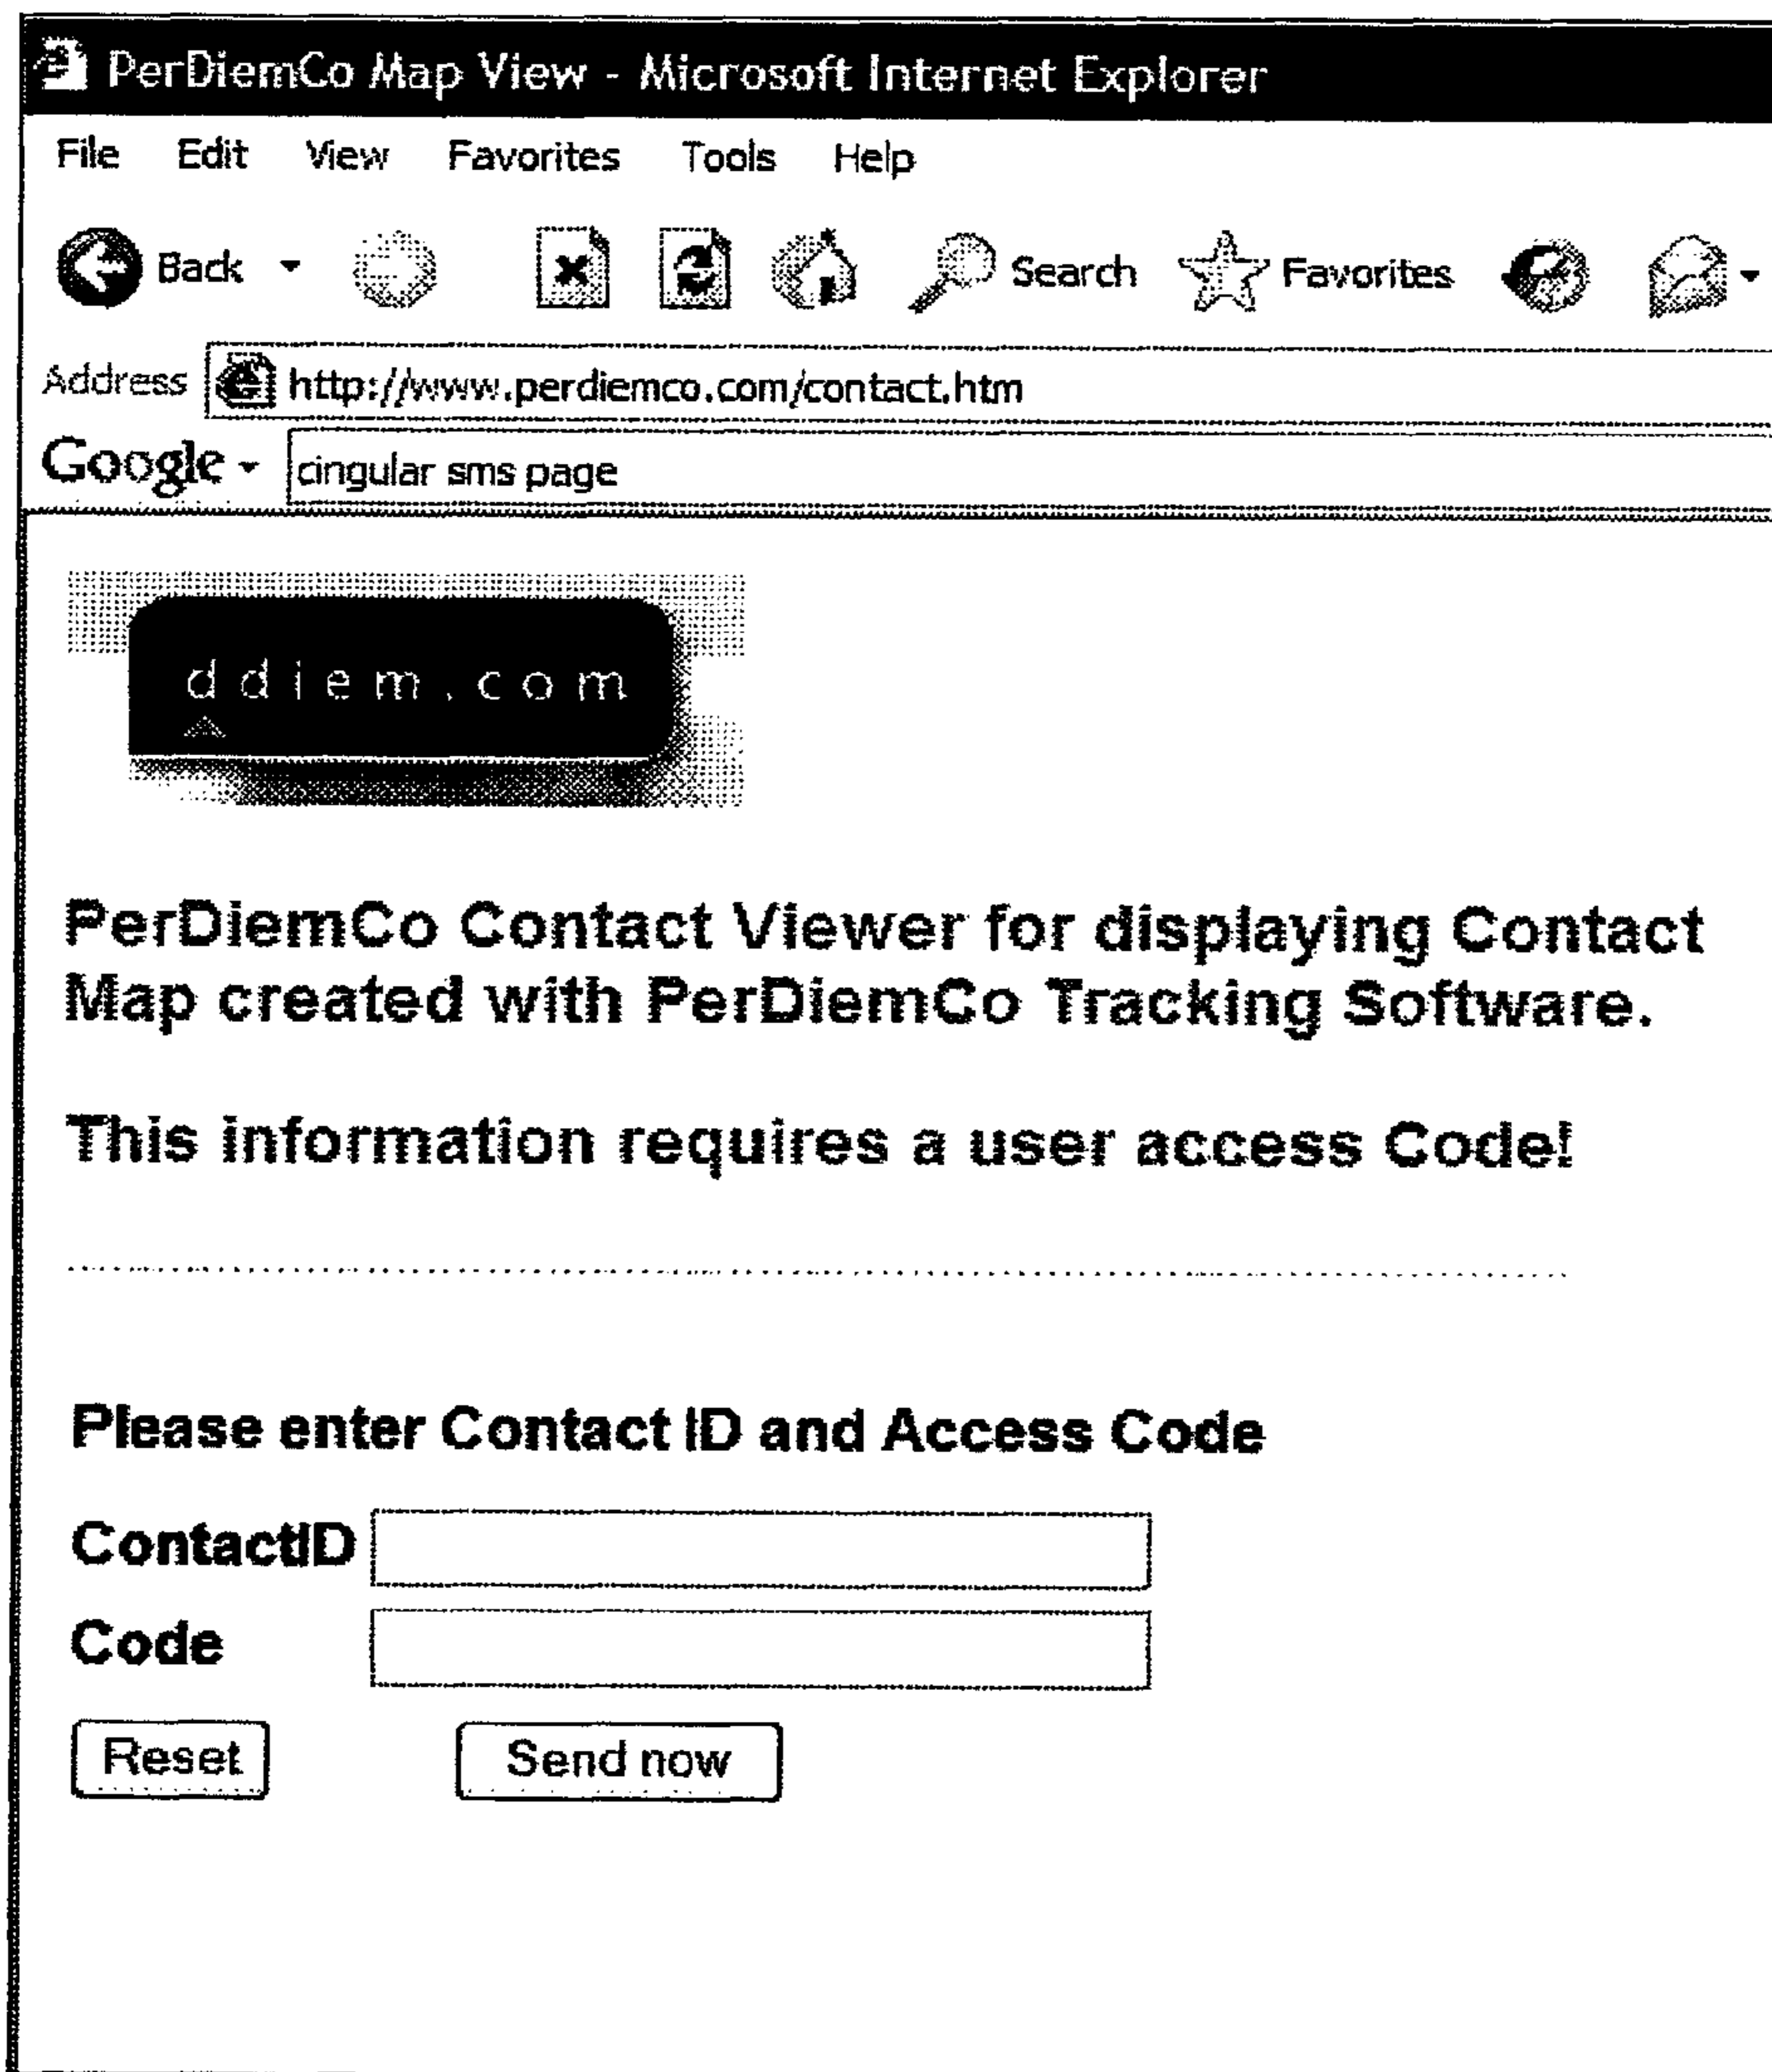 PerDiemCo Map View - Microsoft Internet Explorer
File Edit View Favorites Tools Help
Back Search Favorites
Address http://www.perdiemco.com/contact.htm
Google cingular sms page
ddiem.com
PerDiemCo Contact Viewer for displaying Contact
Map created with PerDiemCo Tracking Software.
This information requires a user access Code!
Please enter Contact ID and Access Code
ContactID
Code
Reset Send now